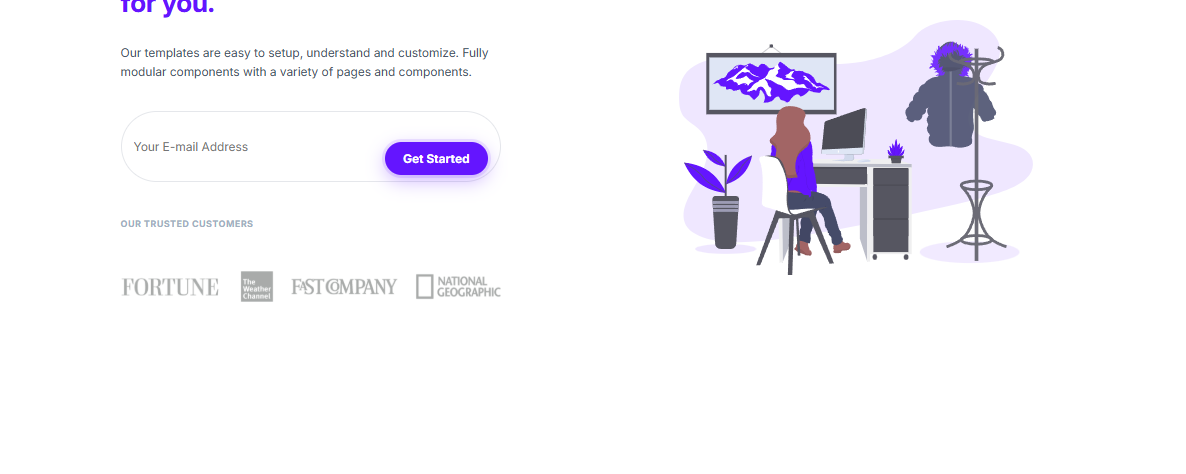 for you.
Our templates are easy to setup, understand and customize. Fully
modular components with a variety of pages and components.
Your E-mail Address
Get Started
OUR TRUSTED CUSTOMERS
FORTUNE
The
Weather
Channel
FAST COMPANY
NATIONAL
GEOGRAPHIC